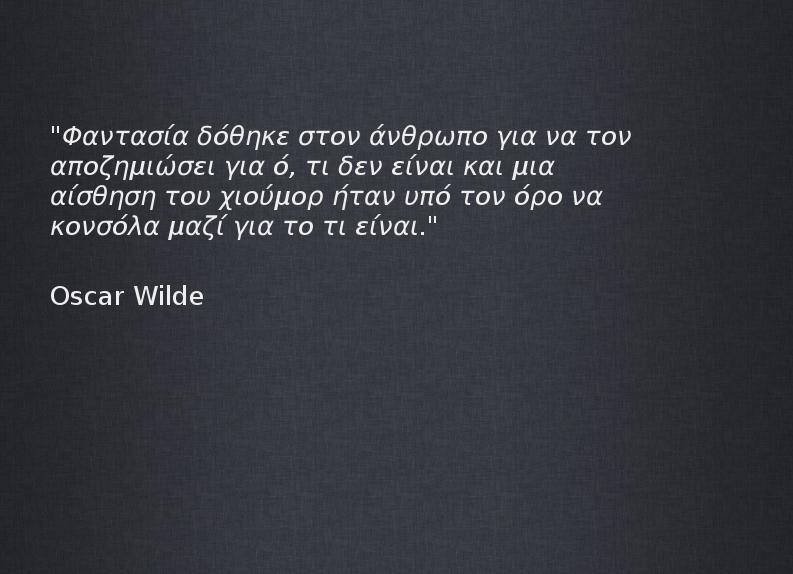 "Φαντασία δόθηκε στον άνθρωπο για να τον
αποζημιώσει για ό, τι δεν είναι και μια
αίσθηση του χιούμορ ήταν υπό τον όρο να
κονσόλα μαζί για το τι είναι."
Oscar Wilde